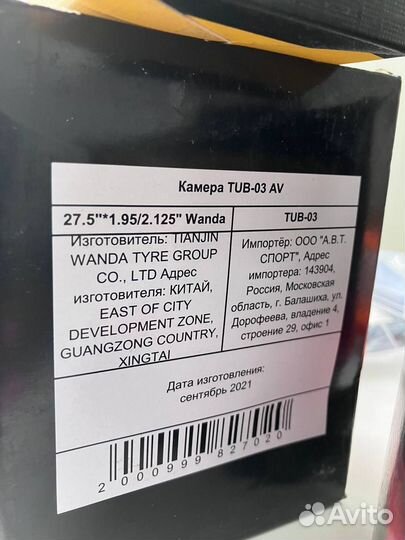 Камера TUB-03 AV
27.5"*1.95/2.125" Wanda
TUB-03
Изготовитель: TIANJIN
WANDA TYRE GROUP
CO., LTD Адрес
изготовителя: КИТАЙ,
EAST OF CITY
DEVELOPMENT ZONE,
GUANGZONG COUNTRY,
XINGTAI
Импортёр: ООО "А.В.Т.
СПОРТ", Адрес
импортера: 143904,
Россия, Московская
область, г. Балашиха, ул.
Дорофеева, владение 4,
строение 29, офис 1
Дата изготовления:
сентябрь 2021
2 000999 827020
Avito